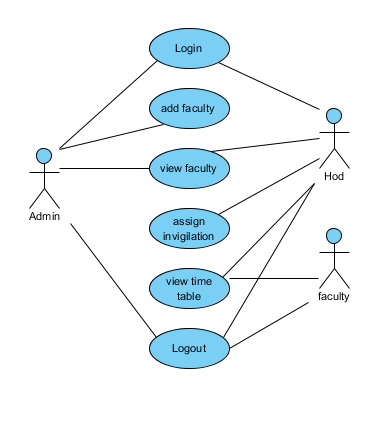 Login
add faculty
view faculty
Hod
Admin
assign
invigilation
view time
table
faculty
Logout